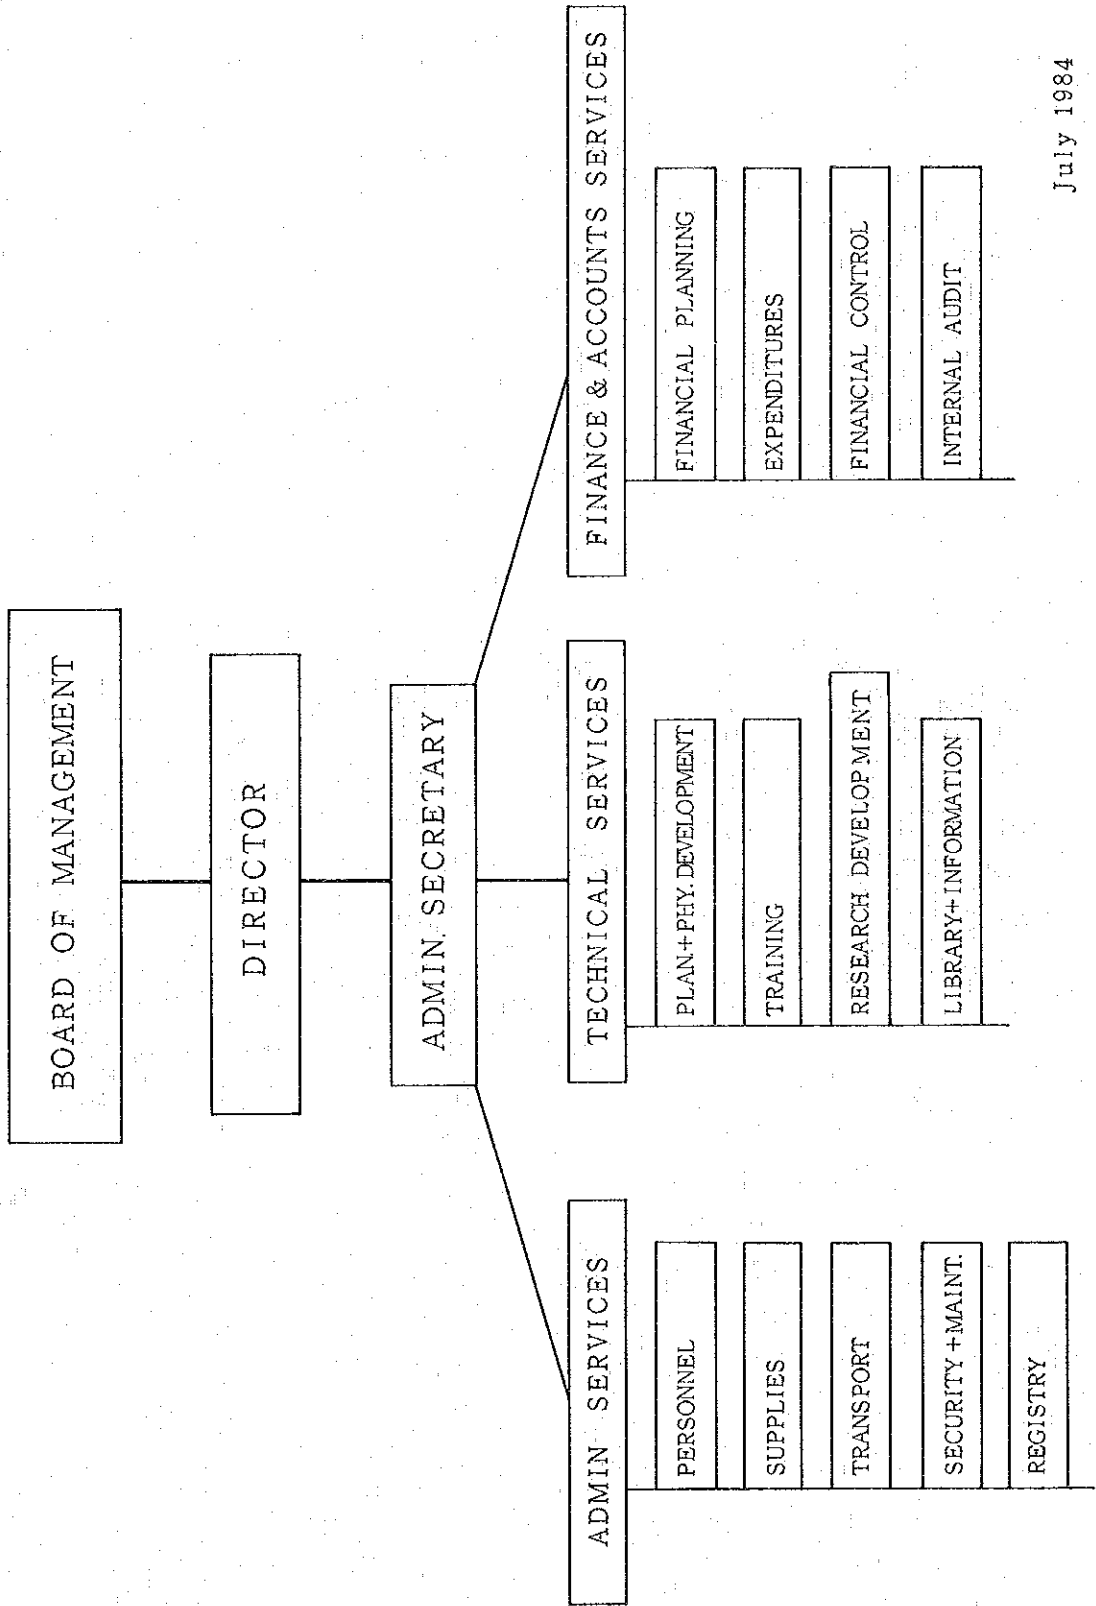 BOARD OF MANAGEMENT
DIRECTOR
ADMIN. SECRETARY
ADMIN SERVICES
PERSONNEL
SUPPLIES
TRANSPORT
SECURITY +MAINT.
REGISTRY
TECHNICAL SERVICES
PLAN+PHY. DEVELOPMENT
TRAINING
RESEARCH DEVELOPMENT
LIBRARY+INFORMATION
FINANCE & ACCOUNTS SERVICES
FINANCIAL PLANNING
EXPENDITURES
FINANCIAL CONTROL
INTERNAL AUDIT
July 1984